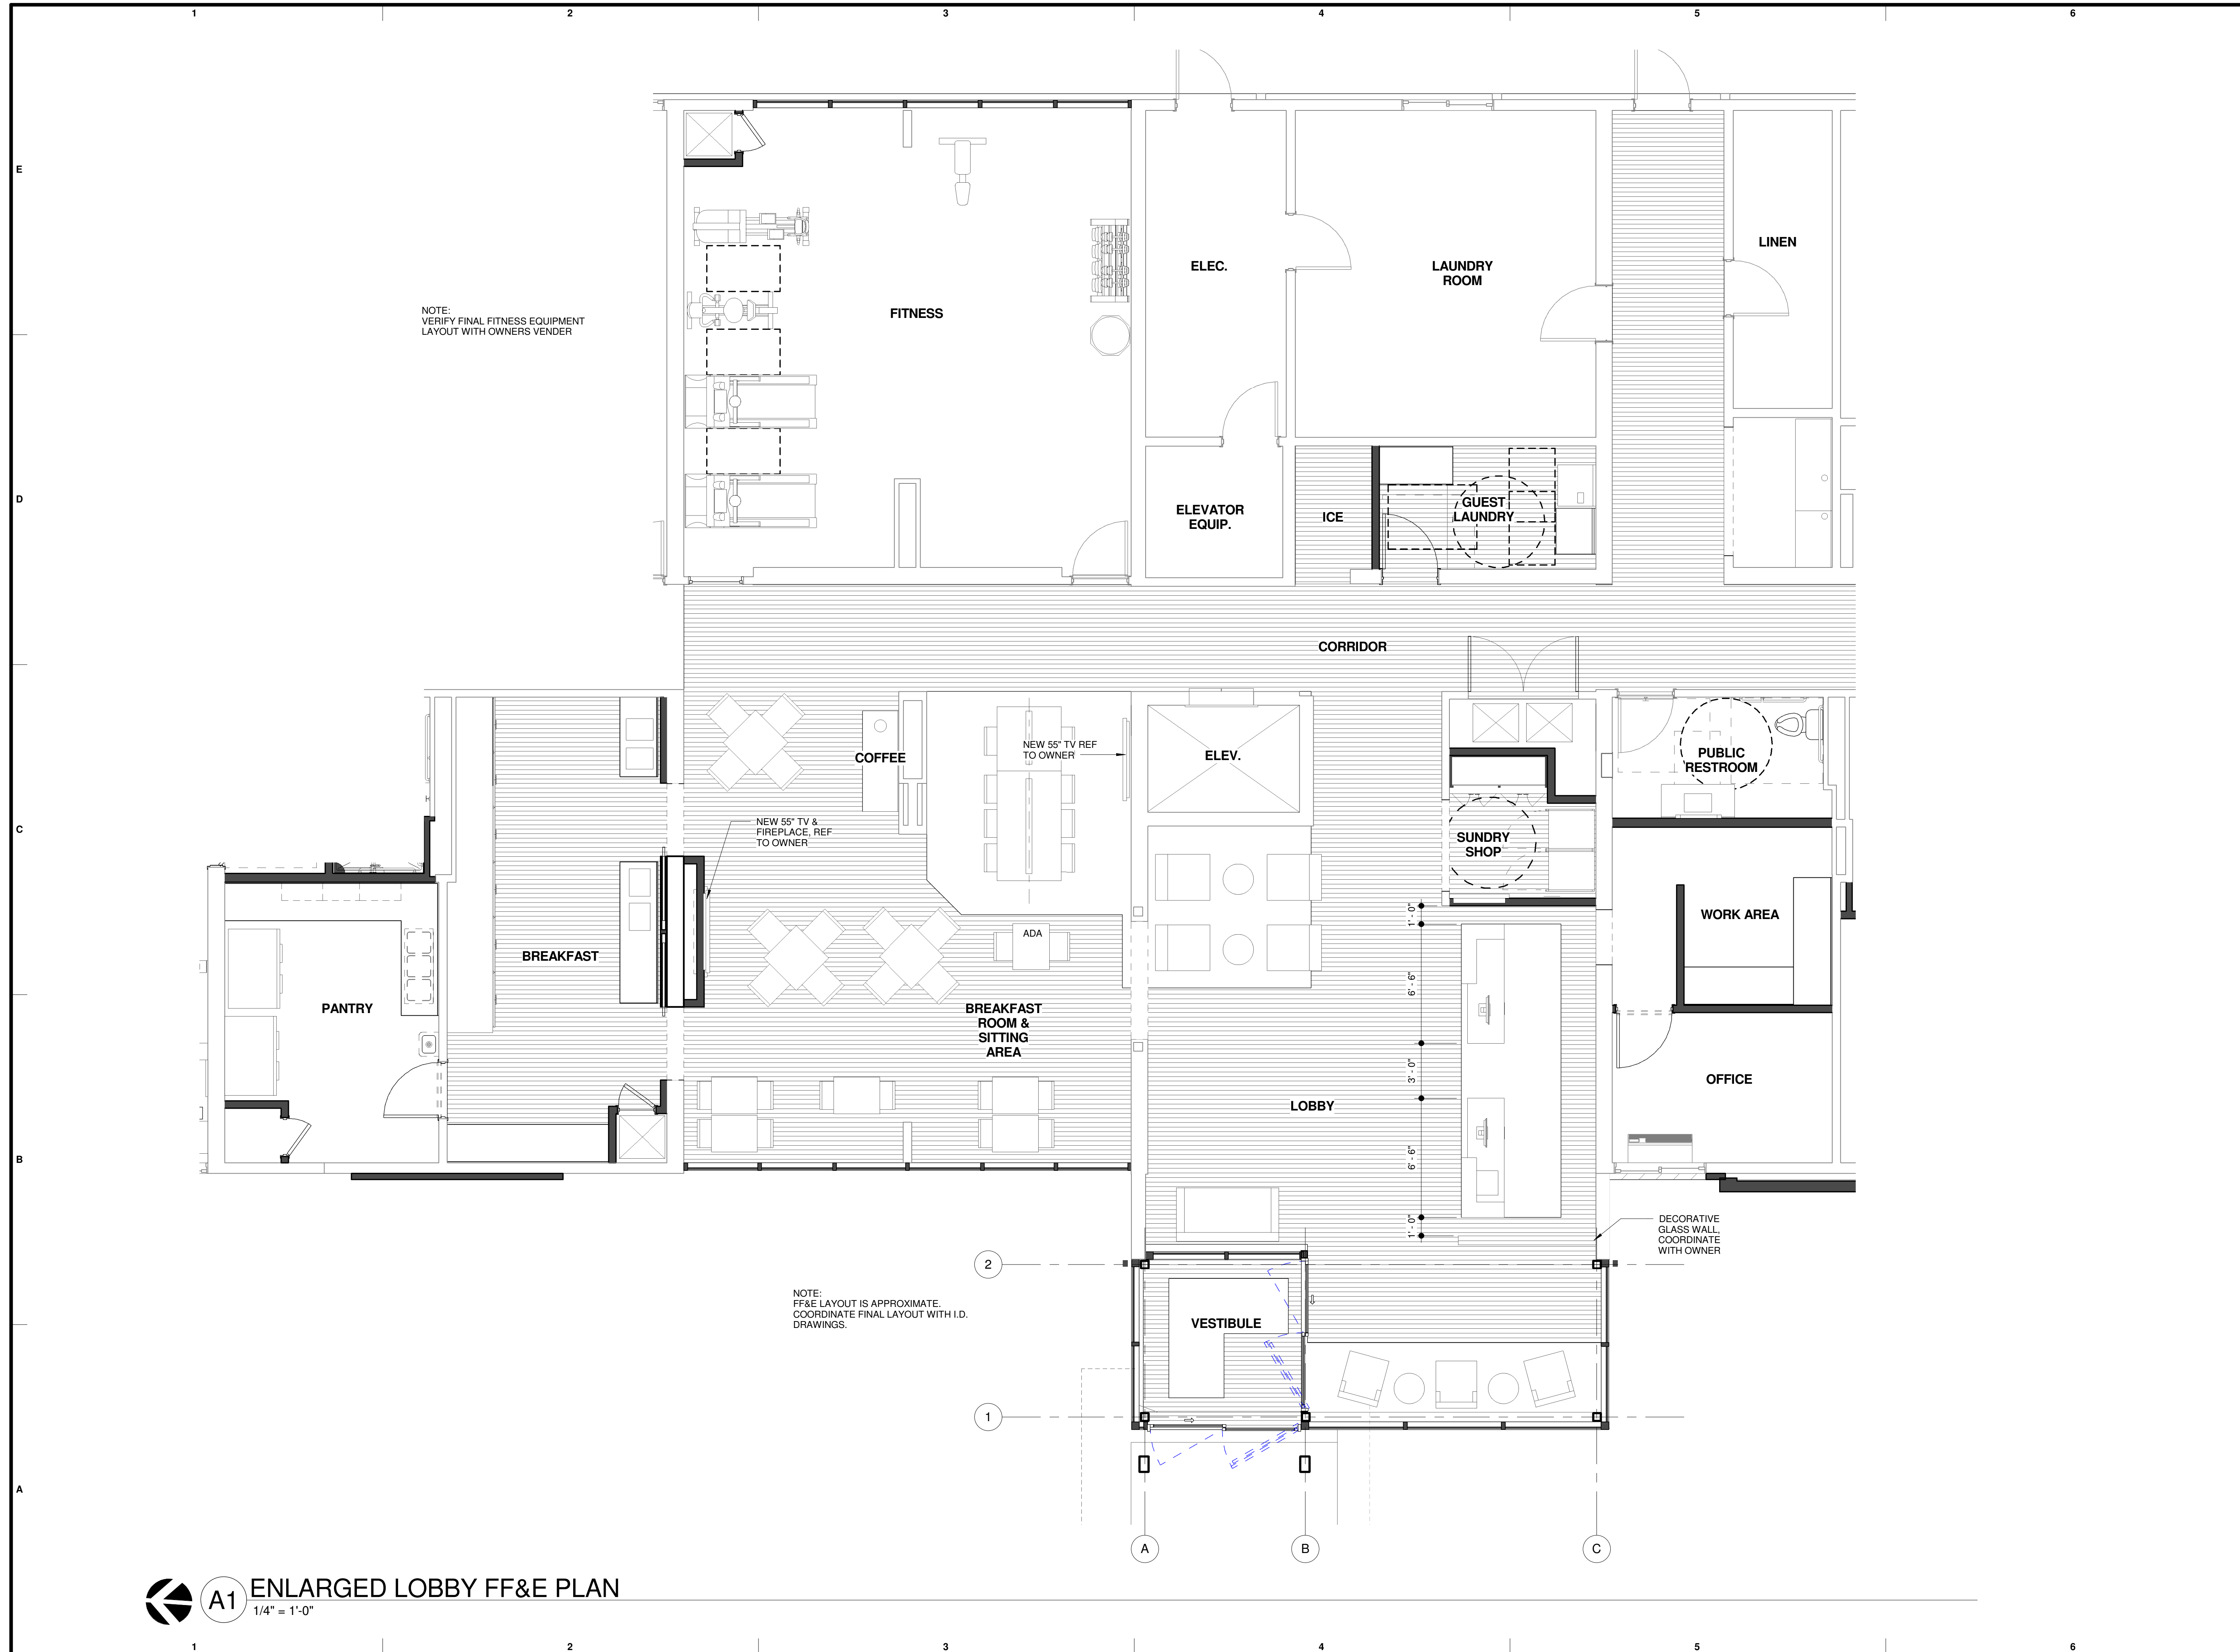 1 2 3 4 5 6
E
D
C
B
A
NOTE:
VERIFY FINAL FITNESS EQUIPMENT
LAYOUT WITH OWNERS VENDER
FITNESS
ELEC.
LAUNDRY
ROOM
LINEN
ELEVATOR
EQUIP.
ICE
GUEST
LAUNDRY
CORRIDOR
COFFEE
NEW 55" TV REF
TO OWNER
ELEV.
PUBLIC
RESTROOM
NEW 55" TV &
FIREPLACE, REF
TO OWNER
SUNDRY
SHOP
WORK AREA
ADA
BREAKFAST
PANTRY
BREAKFAST
ROOM &
SITTING
AREA
1' - 0"
6' - 6"
3' - 0"
6' - 6"
1' - 0"
OFFICE
LOBBY
DECORATIVE
GLASS WALL,
COORDINATE
WITH OWNER
2
NOTE:
FF&E LAYOUT IS APPROXIMATE.
COORDINATE FINAL LAYOUT WITH I.D.
DRAWINGS.
VESTIBULE
1
A B C
A1 ENLARGED LOBBY FF&E PLAN
1/4" = 1'-0"
1 2 3 4 5 6